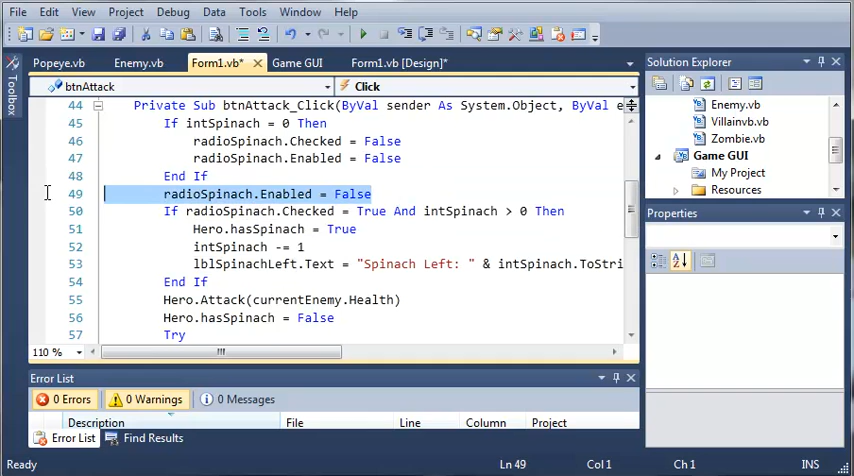 File Edit View Project Debug Data Tools Window Help
Popeye.vb Enemy.vb Form1.vb* Game GUI Form1.vb [Design]*
Toolbox
btnAttack Click
44 Private Sub btnAttack_Click(ByVal sender As System.Object, ByVal e
45 If intSpinach = 0 Then
46 radioSpinach.Checked = False
47 radioSpinach.Enabled = False
48 End If
49 radioSpinach.Enabled = False
50 If radioSpinach.Checked = True And intSpinach > 0 Then
51 Hero.hasSpinach = True
52 intSpinach -= 1
53 lblSpinachLeft.Text = "Spinach Left: " & intSpinach.ToStri
54 End If
55 Hero.Attack(currentEnemy.Health)
56 Hero.hasSpinach = False
57 Try
110 %
Solution Explorer
Enemy.vb
Villainvb.vb
Zombie.vb
Game GUI
My Project
Resources
Properties
Error List
0 Errors 0 Warnings 0 Messages
Description File Line Column Project
Error List Find Results
Ready Ln 49 Col 1 Ch 1 INS